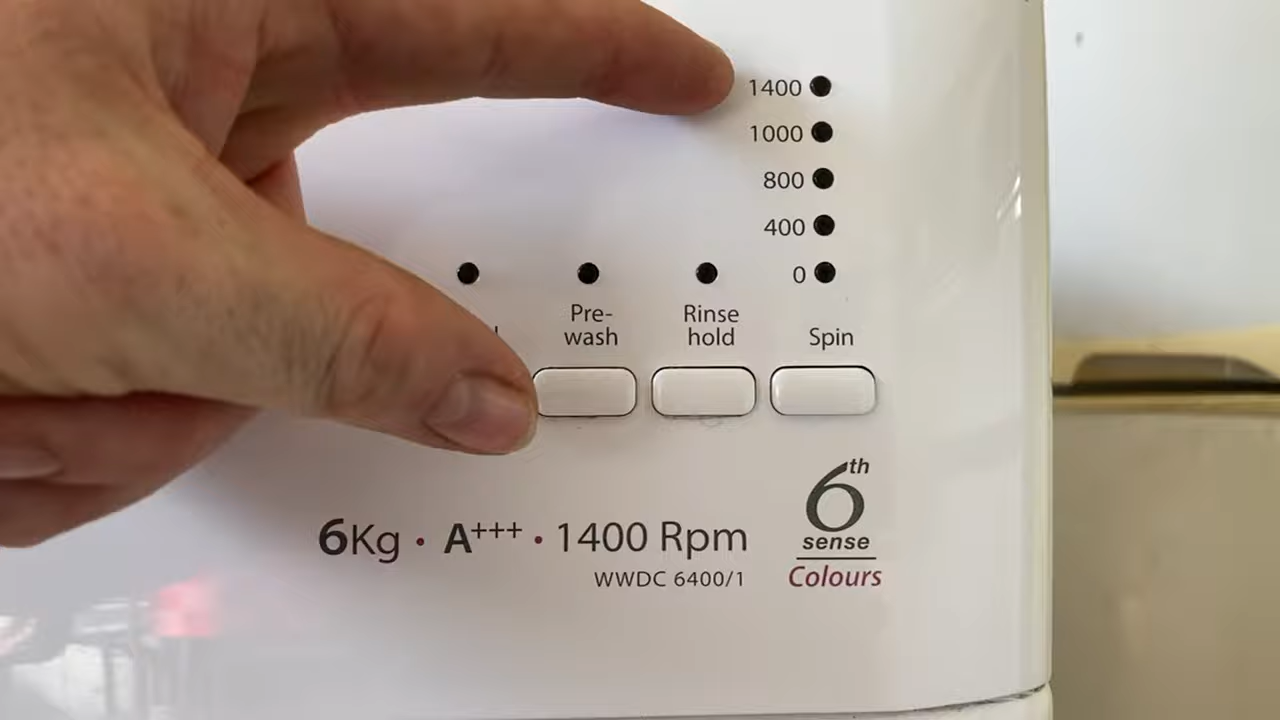 1400
1000
800
400
0
Pre-
wash
Rinse
hold
Spin
6Kg · A+++ · 1400 Rpm
WWDC 6400/1
6th
sense
Colours